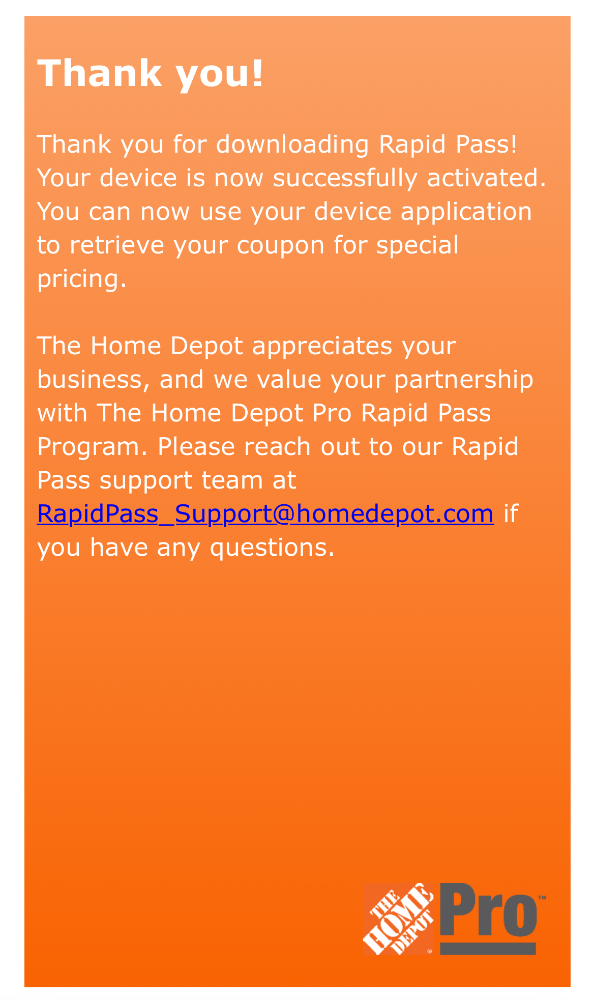 Thank you!
Thank you for downloading Rapid Pass!
Your device is now successfully activated.
You can now use your device application
to retrieve your coupon for special
pricing.
The Home Depot appreciates your
business, and we value your partnership
with The Home Depot Pro Rapid Pass
Program. Please reach out to our Rapid
Pass support team at
RapidPass_Support@homedepot.com if
you have any questions.
THE
HOME
DEPOT
®
Pro™